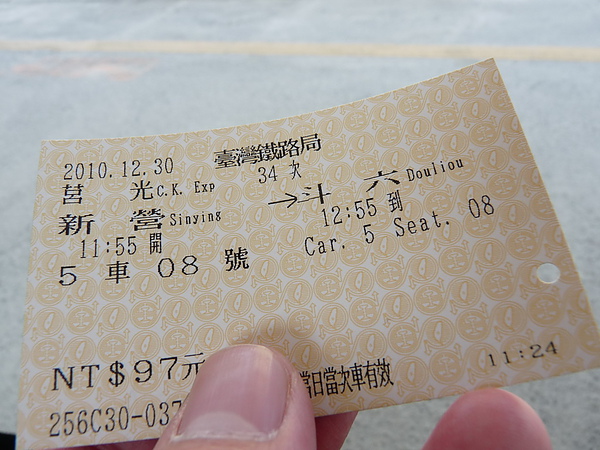 臺灣鐵路局
2010.12.30 34 次
莒 光 C.K. Exp
新 營 Sinying → 斗 六 Douliou
11:55 開 12:55 到
5 車 08 號 Car. 5 Seat. 08
NT$97元 當日當次車有效 11:24
256C30-037